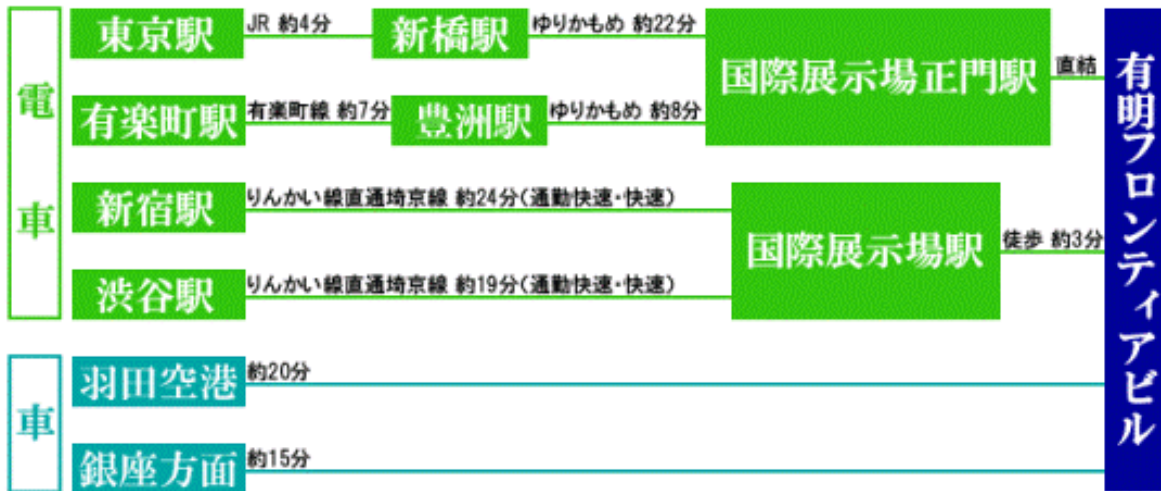 電車
東京駅 JR 約4分 新橋駅 ゆりかもめ 約22分 国際展示場正門駅 直結
有楽町駅 有楽町線 約7分 豊洲駅 ゆりかもめ 約8分
新宿駅 りんかい線直通埼京線 約24分(通勤快速・快速) 国際展示場駅 徒歩 約3分
渋谷駅 りんかい線直通埼京線 約19分(通勤快速・快速)
車
羽田空港 約20分
銀座方面 約15分
有明フロンティアビル